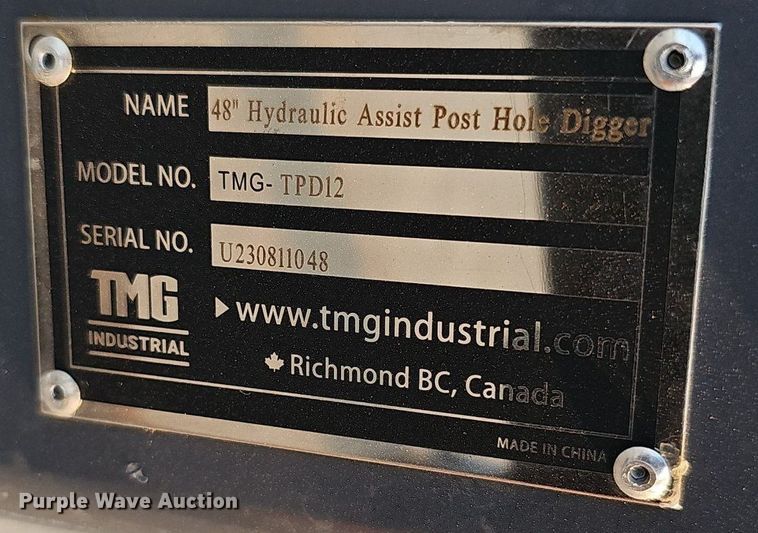 NAME 48" Hydraulic Assist Post Hole Digger
MODEL NO. TMG- TPD12
SERIAL NO. U230811048
TMG
INDUSTRIAL
www.tmgindustrial.com
Richmond BC, Canada
MADE IN CHINA
Purple Wave Auction